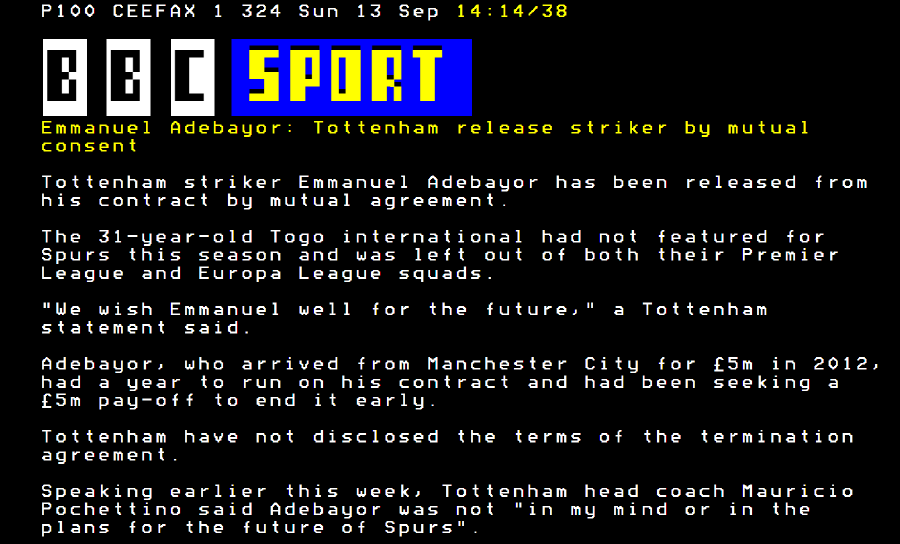 P100 CEEFAX 1 324 Sun 13 Sep 14:14/38
BBC SPORT
Emmanuel Adebayor: Tottenham release striker by mutual
consent
Tottenham striker Emmanuel Adebayor has been released from
his contract by mutual agreement.
The 31-year-old Togo international had not featured for
Spurs this season and was left out of both their Premier
League and Europa League squads.
"We wish Emmanuel well for the future," a Tottenham
statement said.
Adebayor, who arrived from Manchester City for £5m in 2012,
had a year to run on his contract and had been seeking a
£5m pay-off to end it early.
Tottenham have not disclosed the terms of the termination
agreement.
Speaking earlier this week, Tottenham head coach Mauricio
Pochettino said Adebayor was not "in my mind or in the
plans for the future of Spurs".